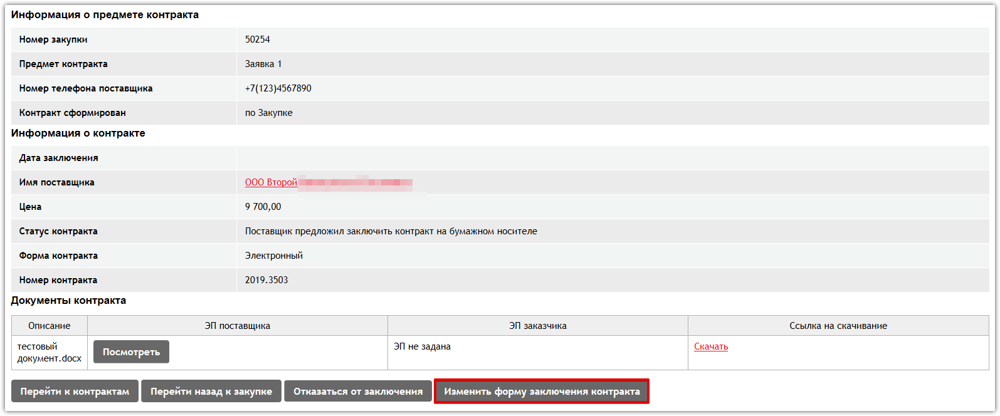 Информация о предмете контракта
Номер закупки 50254
Предмет контракта Заявка 1
Номер телефона поставщика +7(123)4567890
Контракт сформирован по Закупке
Информация о контракте
Дата заключения
Имя поставщика ООО Второй
Цена 9 700,00
Статус контракта Поставщик предложил заключить контракт на бумажном носителе
Форма контракта Электронный
Номер контракта 2019.3503
Документы контракта
Описание ЭП поставщика ЭП заказчика Ссылка на скачивание
тестовый Посмотреть ЭП не задана Скачать
документ.docx
Перейти к контрактам Перейти назад к закупке Отказаться от заключения Изменить форму заключения контракта